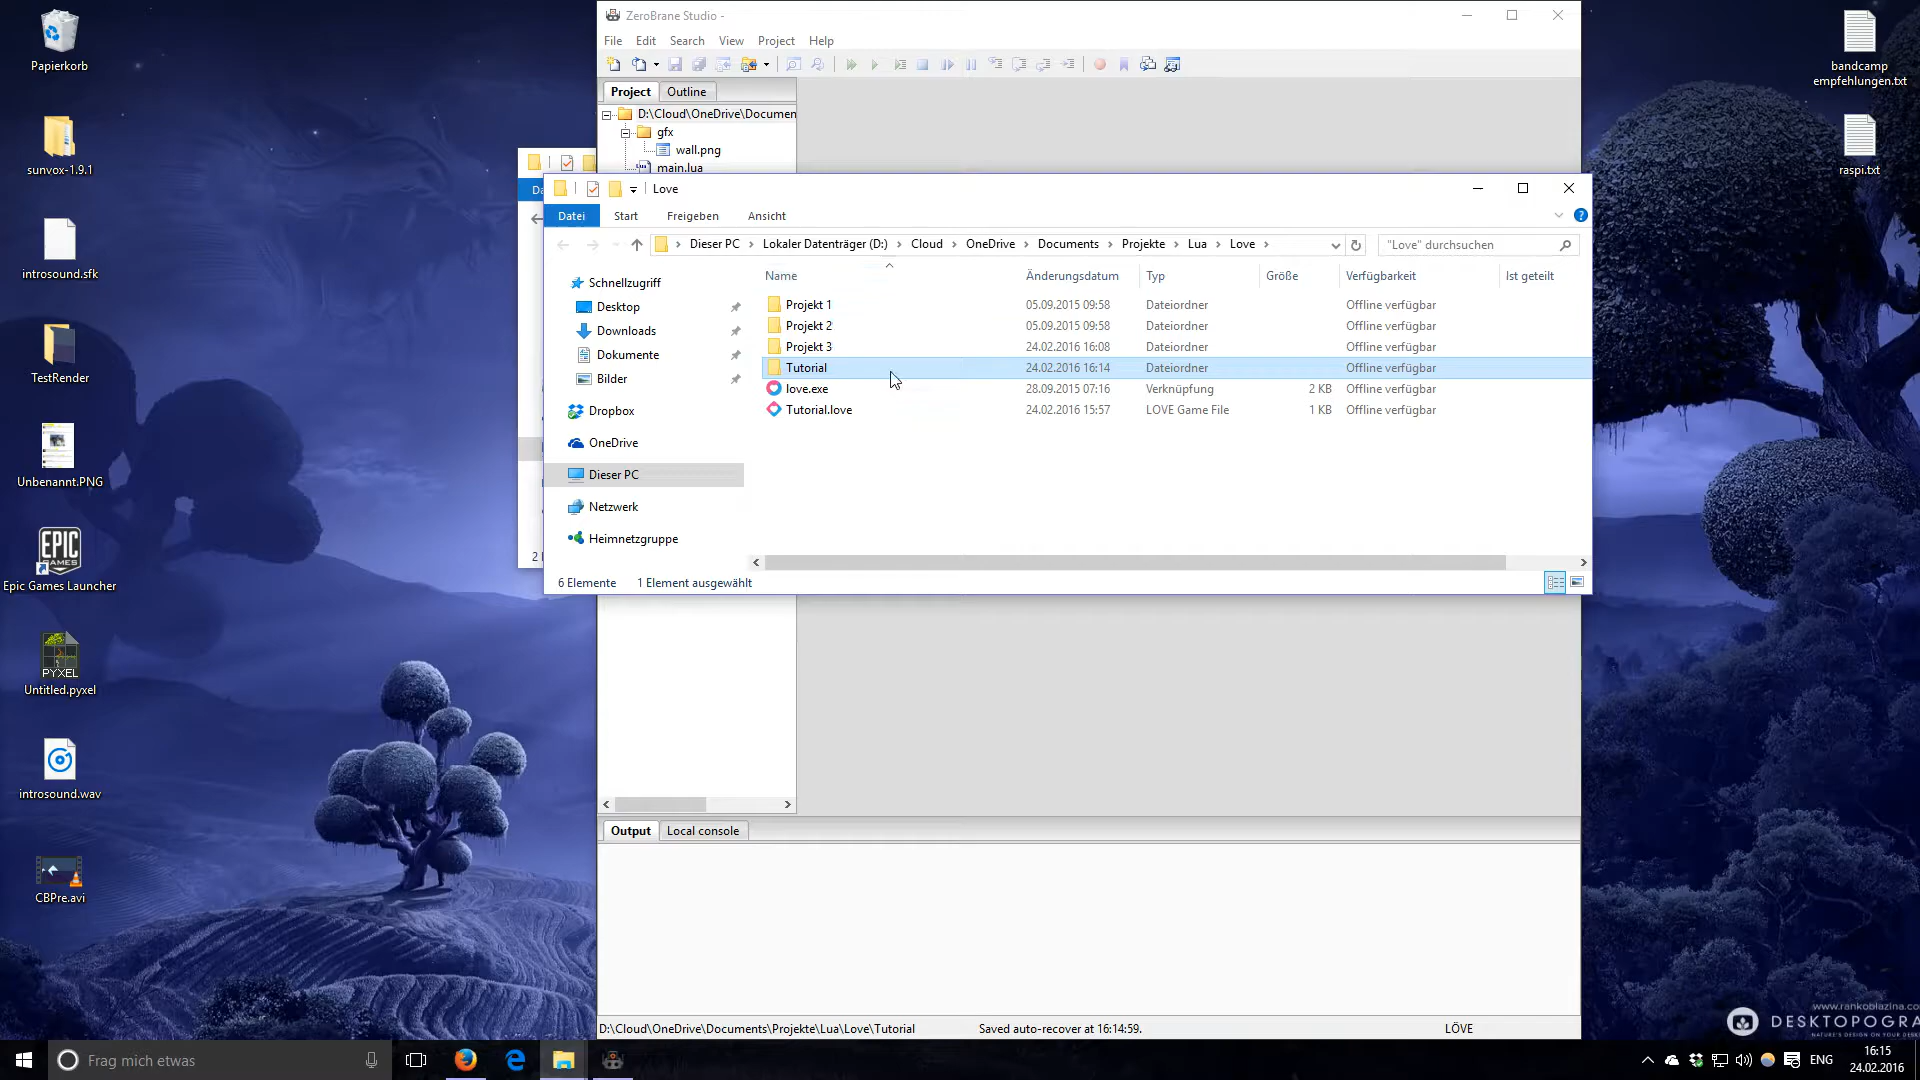 Papierkorb
sunvox-1.9.1
introsound.sfk
TestRender
Unbenannt.PNG
EPIC
GAMES
Epic Games Launcher
PYXEL
Untitled.pyxel
introsound.wav
CBPre.avi
bandcamp
empfehlungen.txt
raspi.txt
ZeroBrane Studio -
File Edit Search View Project Help
Project Outline
D:\Cloud\OneDrive\Documen
gfx
wall.png
main.lua
Love
Datei Start Freigeben Ansicht
Dieser PC Lokaler Datenträger (D:) Cloud OneDrive Documents Projekte Lua Love
"Love" durchsuchen
Name Änderungsdatum Typ Größe Verfügbarkeit Ist geteilt
Projekt 1 05.09.2015 09:58 Dateiordner Offline verfügbar
Projekt 2 05.09.2015 09:58 Dateiordner Offline verfügbar
Projekt 3 24.02.2016 16:08 Dateiordner Offline verfügbar
Tutorial 24.02.2016 16:14 Dateiordner Offline verfügbar
love.exe 28.09.2015 07:16 Verknüpfung 2 KB Offline verfügbar
Tutorial.love 24.02.2016 15:57 LOVE Game File 1 KB Offline verfügbar
Schnellzugriff
Desktop
Downloads
Dokumente
Bilder
Dropbox
OneDrive
Dieser PC
Netzwerk
Heimnetzgruppe
6 Elemente 1 Element ausgewählt
Output Local console
D:\Cloud\OneDrive\Documents\Projekte\Lua\Love\Tutorial Saved auto-recover at 16:14:59. LÖVE
www.rankoblazina.com
DESKTOPOGRA
Frag mich etwas
ENG
16:15
24.02.2016